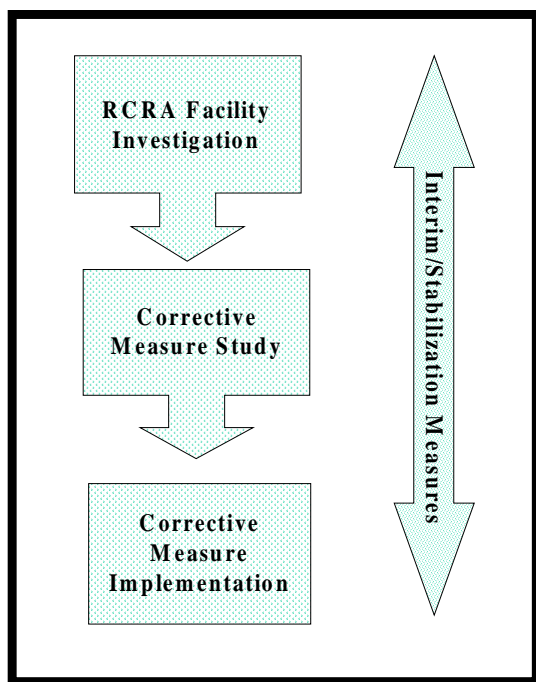 RCRA Facility
Investigation
Corrective
Measure Study
Corrective
Measure
Implementation
Interim/Stabilization Measures